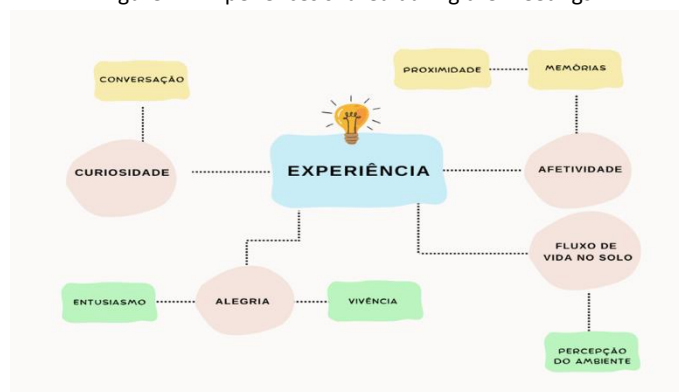 CONVERSAÇÃO
PROXIMIDADE
MEMÓRIAS
CURIOSIDADE
EXPERIÊNCIA
AFETIVIDADE
FLUXO DE
VIDA NO SOLO
ENTUSIASMO
ALEGRIA
VIVÊNCIA
PERCEPÇÃO
DO AMBIENTE